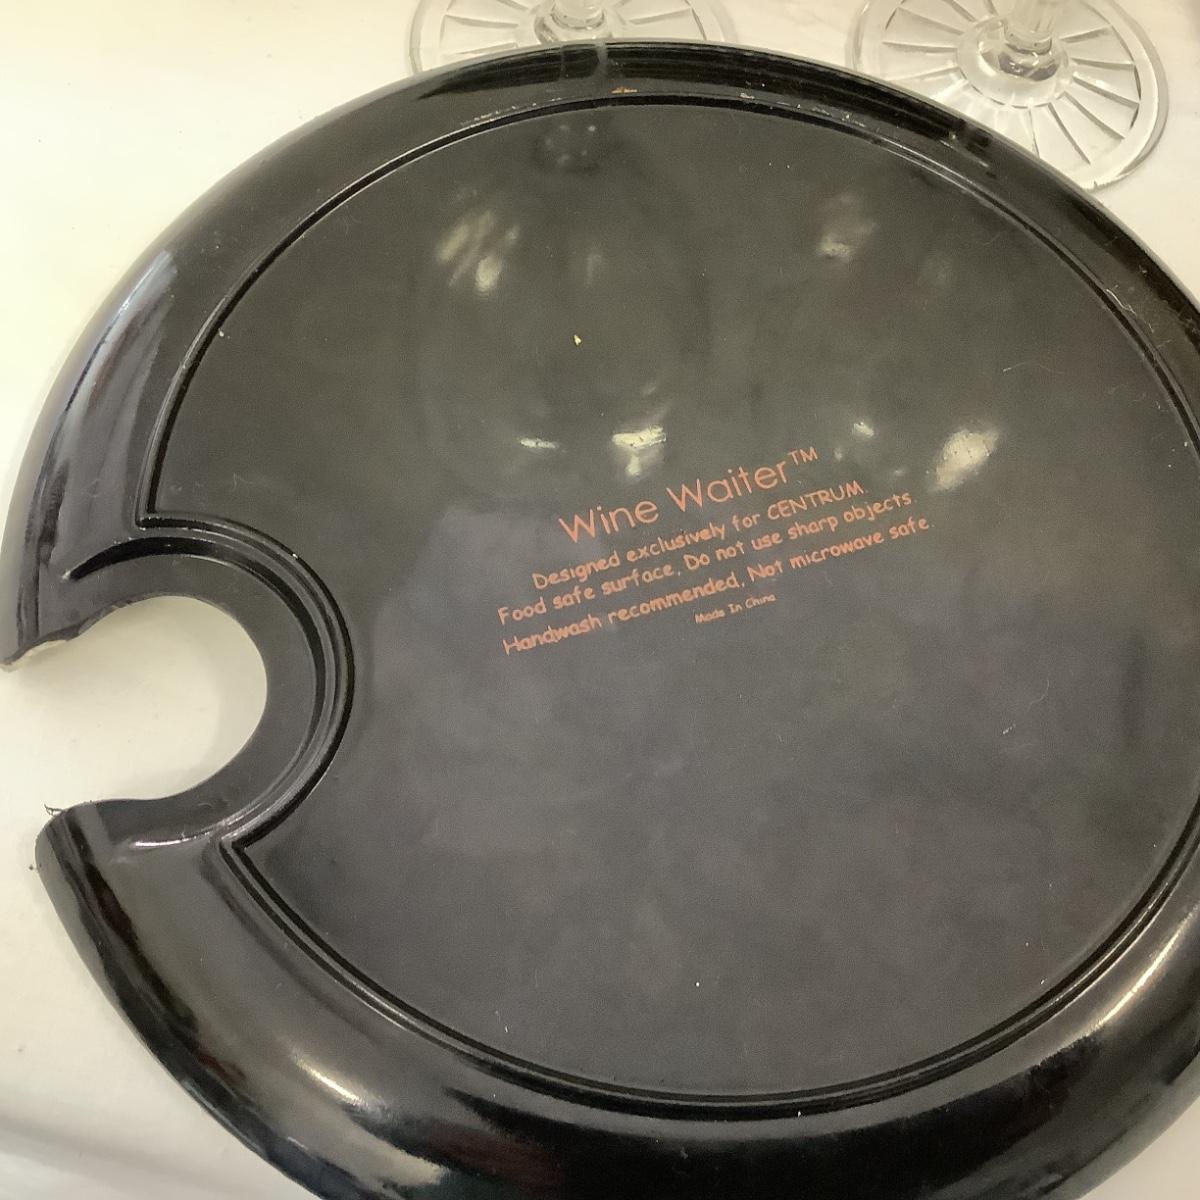 Wine Waiter™
Designed exclusively for CENTRUM.
Food safe surface. Do not use sharp objects.
Handwash recommended. Not microwave safe.
Made In China